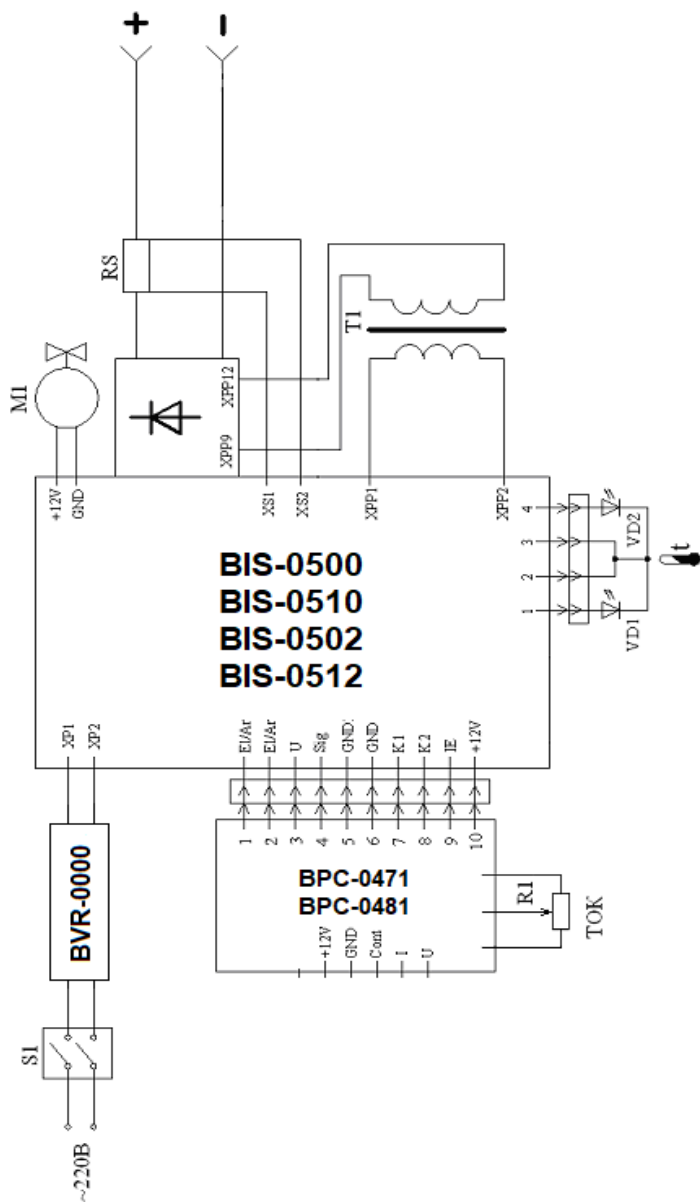 +
-
RS
M1
T1
XPP12
XPP9
+12V
GND
XS1
XS2
XPP1
XPP2
BIS-0500
BIS-0510
BIS-0502
BIS-0512
4
3
2
1
VD2
VD1
t
XP1
XP2
El/Ar
El/Ar
U
Sig
GND
GND
K1
K2
IE
+12V
BVR-0000
1
2
3
4
5
6
7
8
9
10
BPC-0471
BPC-0481
R1
ТОК
+12V
GND
Cont
I
U
S1
~220В